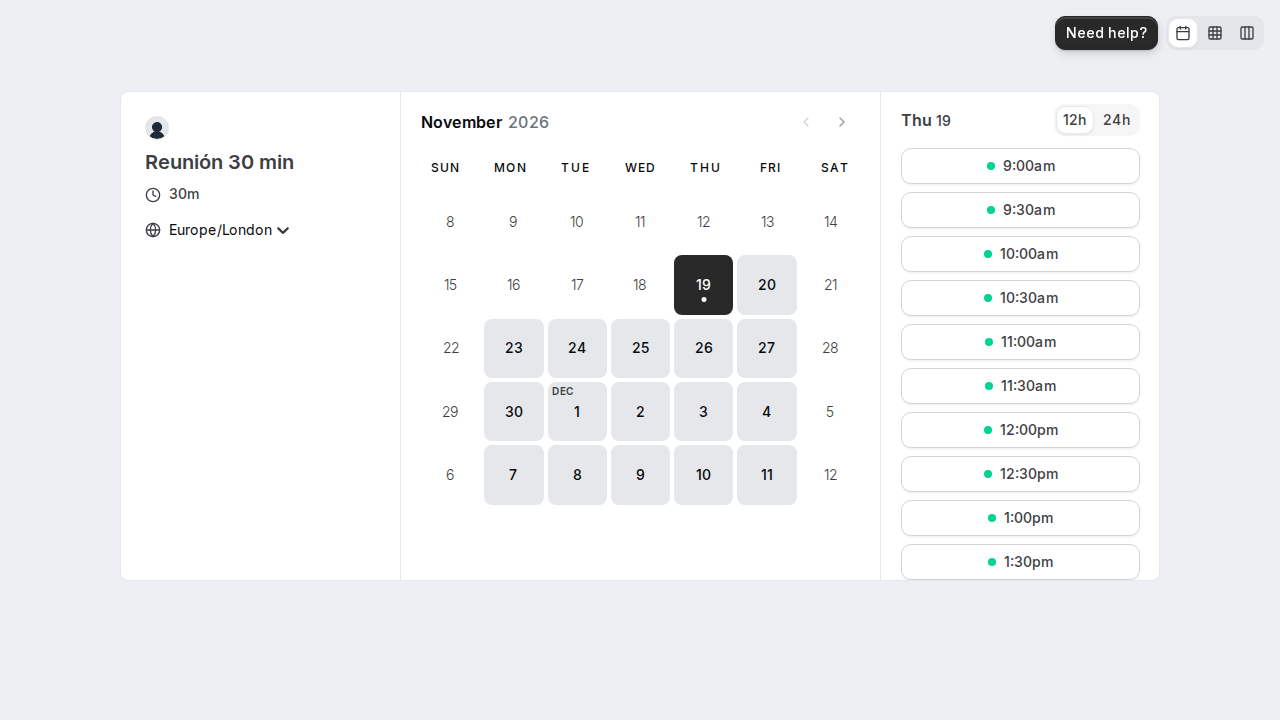 Need help?
Reunión 30 min
30m
Europe/London
November 2026
SUN MON TUE WED THU FRI SAT
8 9 10 11 12 13 14
15 16 17 18 19 20 21
22 23 24 25 26 27 28
29 30 DEC 1 2 3 4 5
6 7 8 9 10 11 12
Thu 19 12h 24h
9:00am
9:30am
10:00am
10:30am
11:00am
11:30am
12:00pm
12:30pm
1:00pm
1:30pm